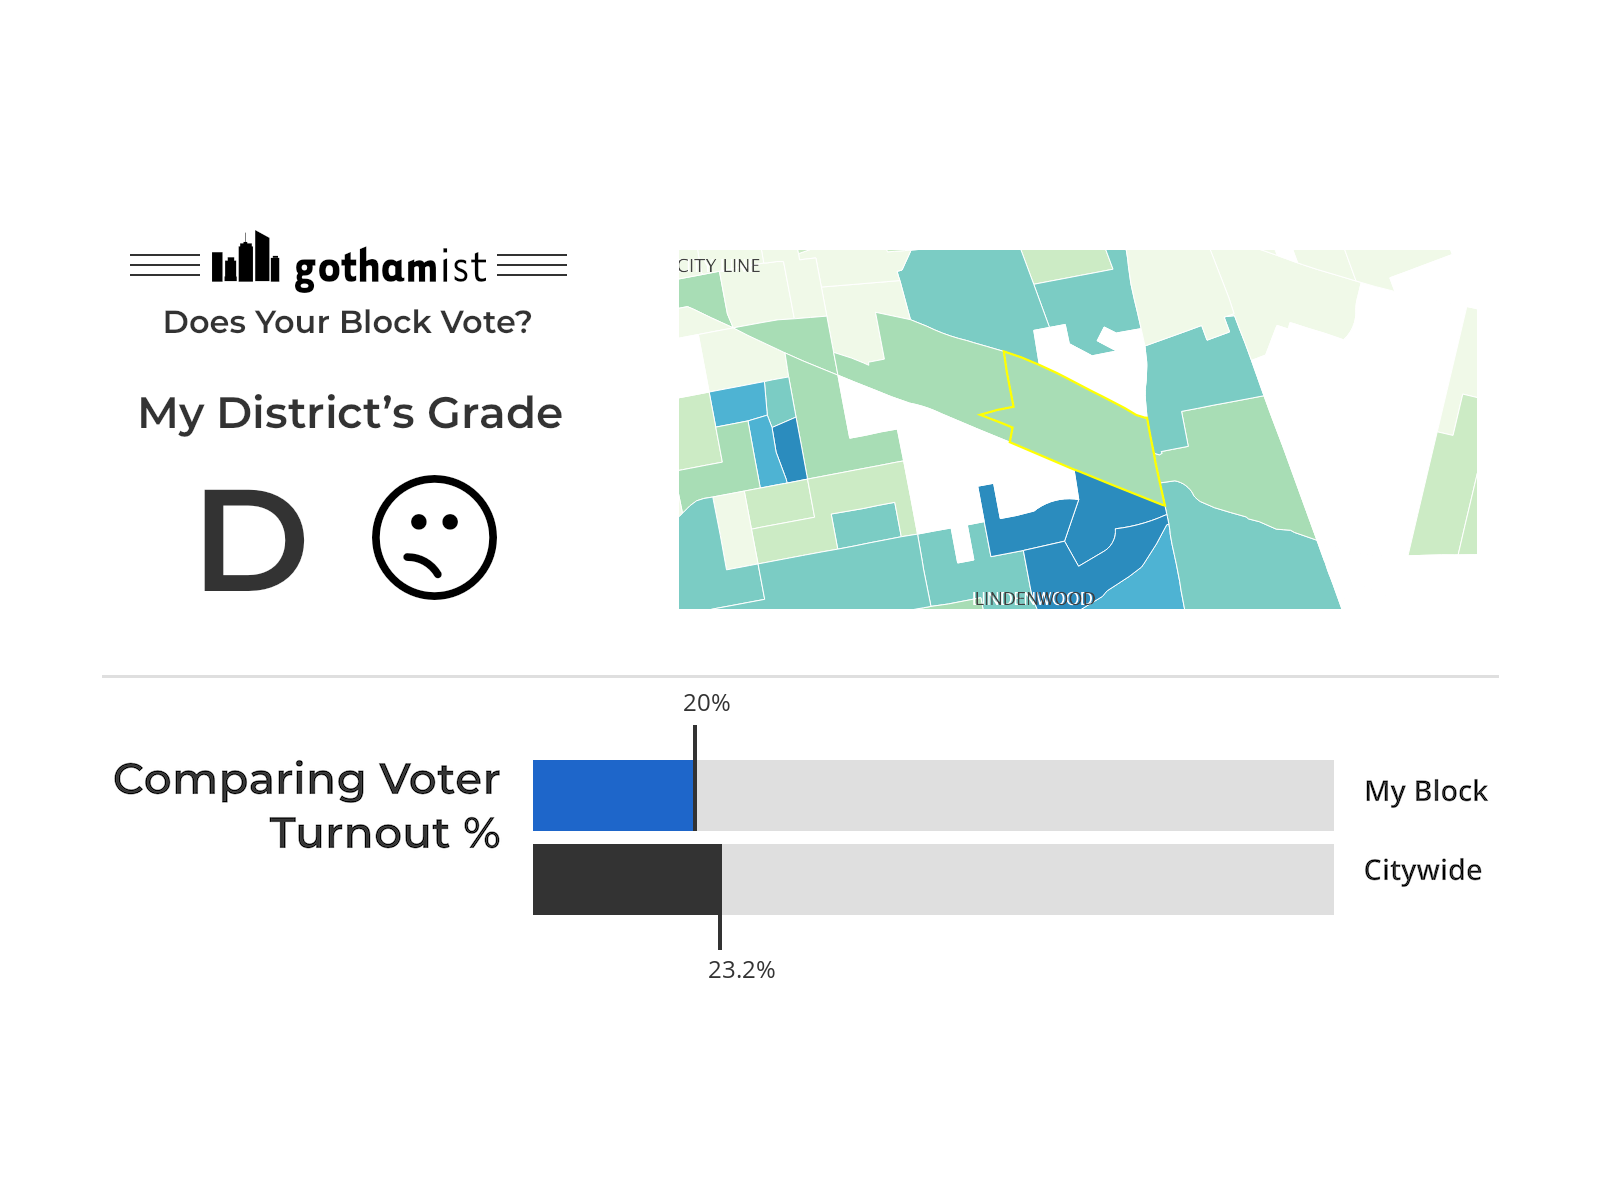 gothamist
Does Your Block Vote?
My District's Grade
D
CITY LINE
LINDENWOOD
20%
Comparing Voter
Turnout %
My Block
Citywide
23.2%